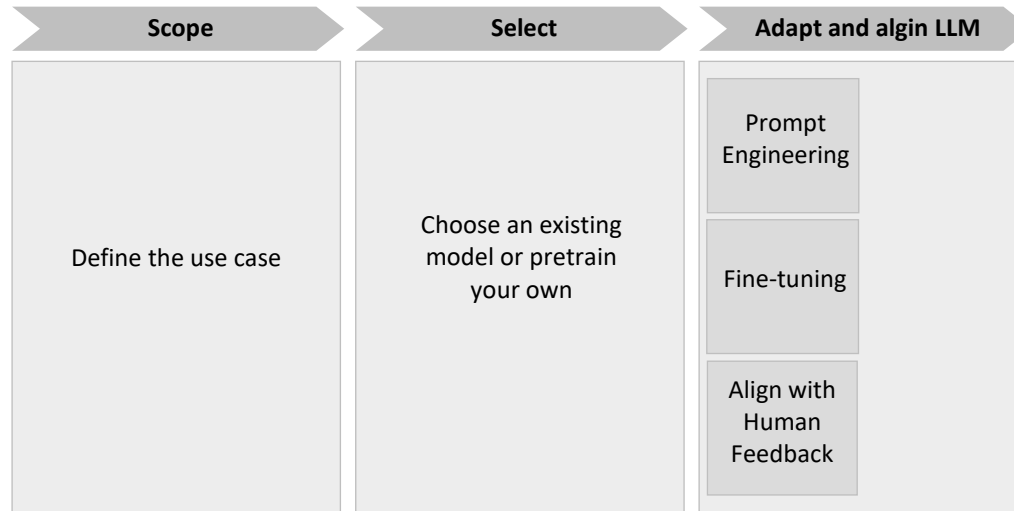 Scope
Select
Adapt and algin LLM
Define the use case
Choose an existing
model or pretrain
your own
Prompt
Engineering
Fine-tuning
Align with
Human
Feedback